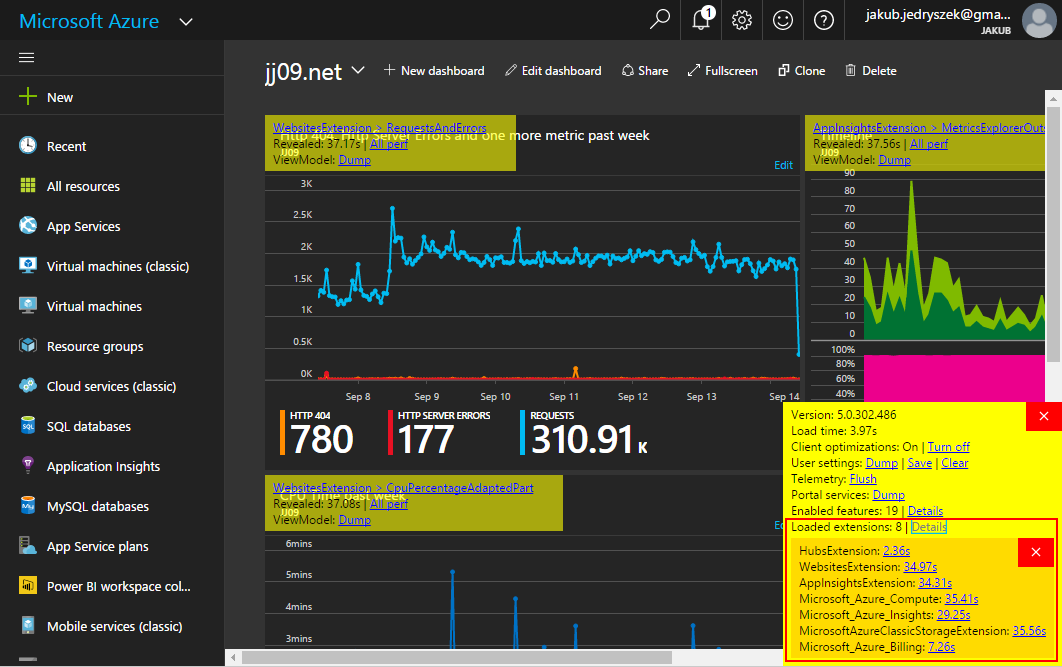 Microsoft Azure
1
jakub.jedryszek@gma...
JAKUB
jj09.net
New dashboard
Edit dashboard
Share
Fullscreen
Clone
Delete
New
Recent
All resources
App Services
Virtual machines (classic)
Virtual machines
Resource groups
Cloud services (classic)
SQL databases
Application Insights
MySQL databases
App Service plans
Power BI workspace col...
Mobile services (classic)
WebsitesExtension > RequestsAndErrors
Http 404, Http Server Errors and one more metric past week
Revealed: 37.17s | All perf
JJ09
ViewModel: Dump
Edit
3K
2.5K
2K
1.5K
1K
0.5K
0K
Sep 8
Sep 9
Sep 10
Sep 11
Sep 12
Sep 13
Sep 14
HTTP 404
780
HTTP SERVER ERRORS
177
REQUESTS
310.91 K
AppInsightsExtension > MetricsExplorerOuts
Timeline
Revealed: 37.56s | All perf
JJ09
ViewModel: Dump
90
80
70
60
50
40
30
20
10
0
100%
80%
60%
40%
WebsitesExtension > CpuPercentageAdaptedPart
CPU Time past week
Revealed: 37.08s | All perf
JJ09
ViewModel: Dump
6mins
5mins
4mins
3mins
Version: 5.0.302.486
Load time: 3.97s
Client optimizations: On | Turn off
User settings: Dump | Save | Clear
Telemetry: Flush
Portal services: Dump
Enabled features: 19 | Details
Loaded extensions: 8 | Details
HubsExtension: 2.36s
WebsitesExtension: 34.97s
AppInsightsExtension: 34.31s
Microsoft_Azure_Compute: 35.41s
Microsoft_Azure_Insights: 29.25s
MicrosoftAzureClassicStorageExtension: 35.56s
Microsoft_Azure_Billing: 7.26s